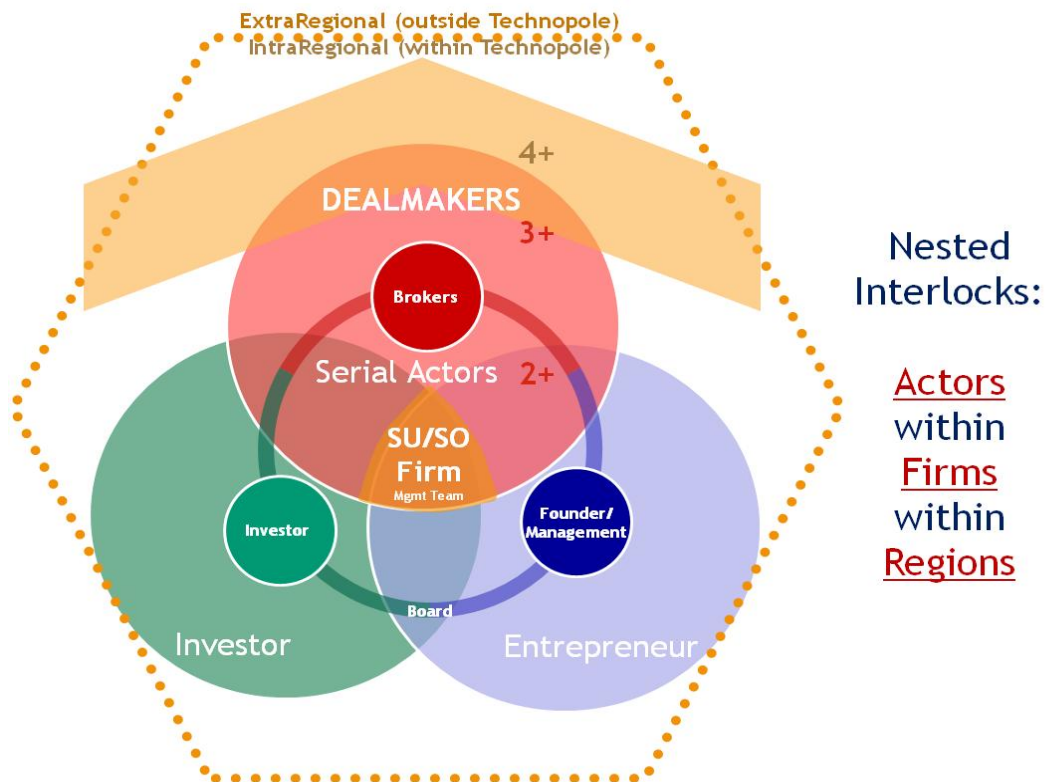 ExtraRegional (outside Technopole)
IntraRegional (within Technopole)
4+
DEALMAKERS
3+
Brokers
Serial Actors
2+
SU/SO
Firm
Mgmt Team
Investor
Founder/
Management
Board
Investor
Entrepreneur
Nested
Interlocks:
Actors
within
Firms
within
Regions